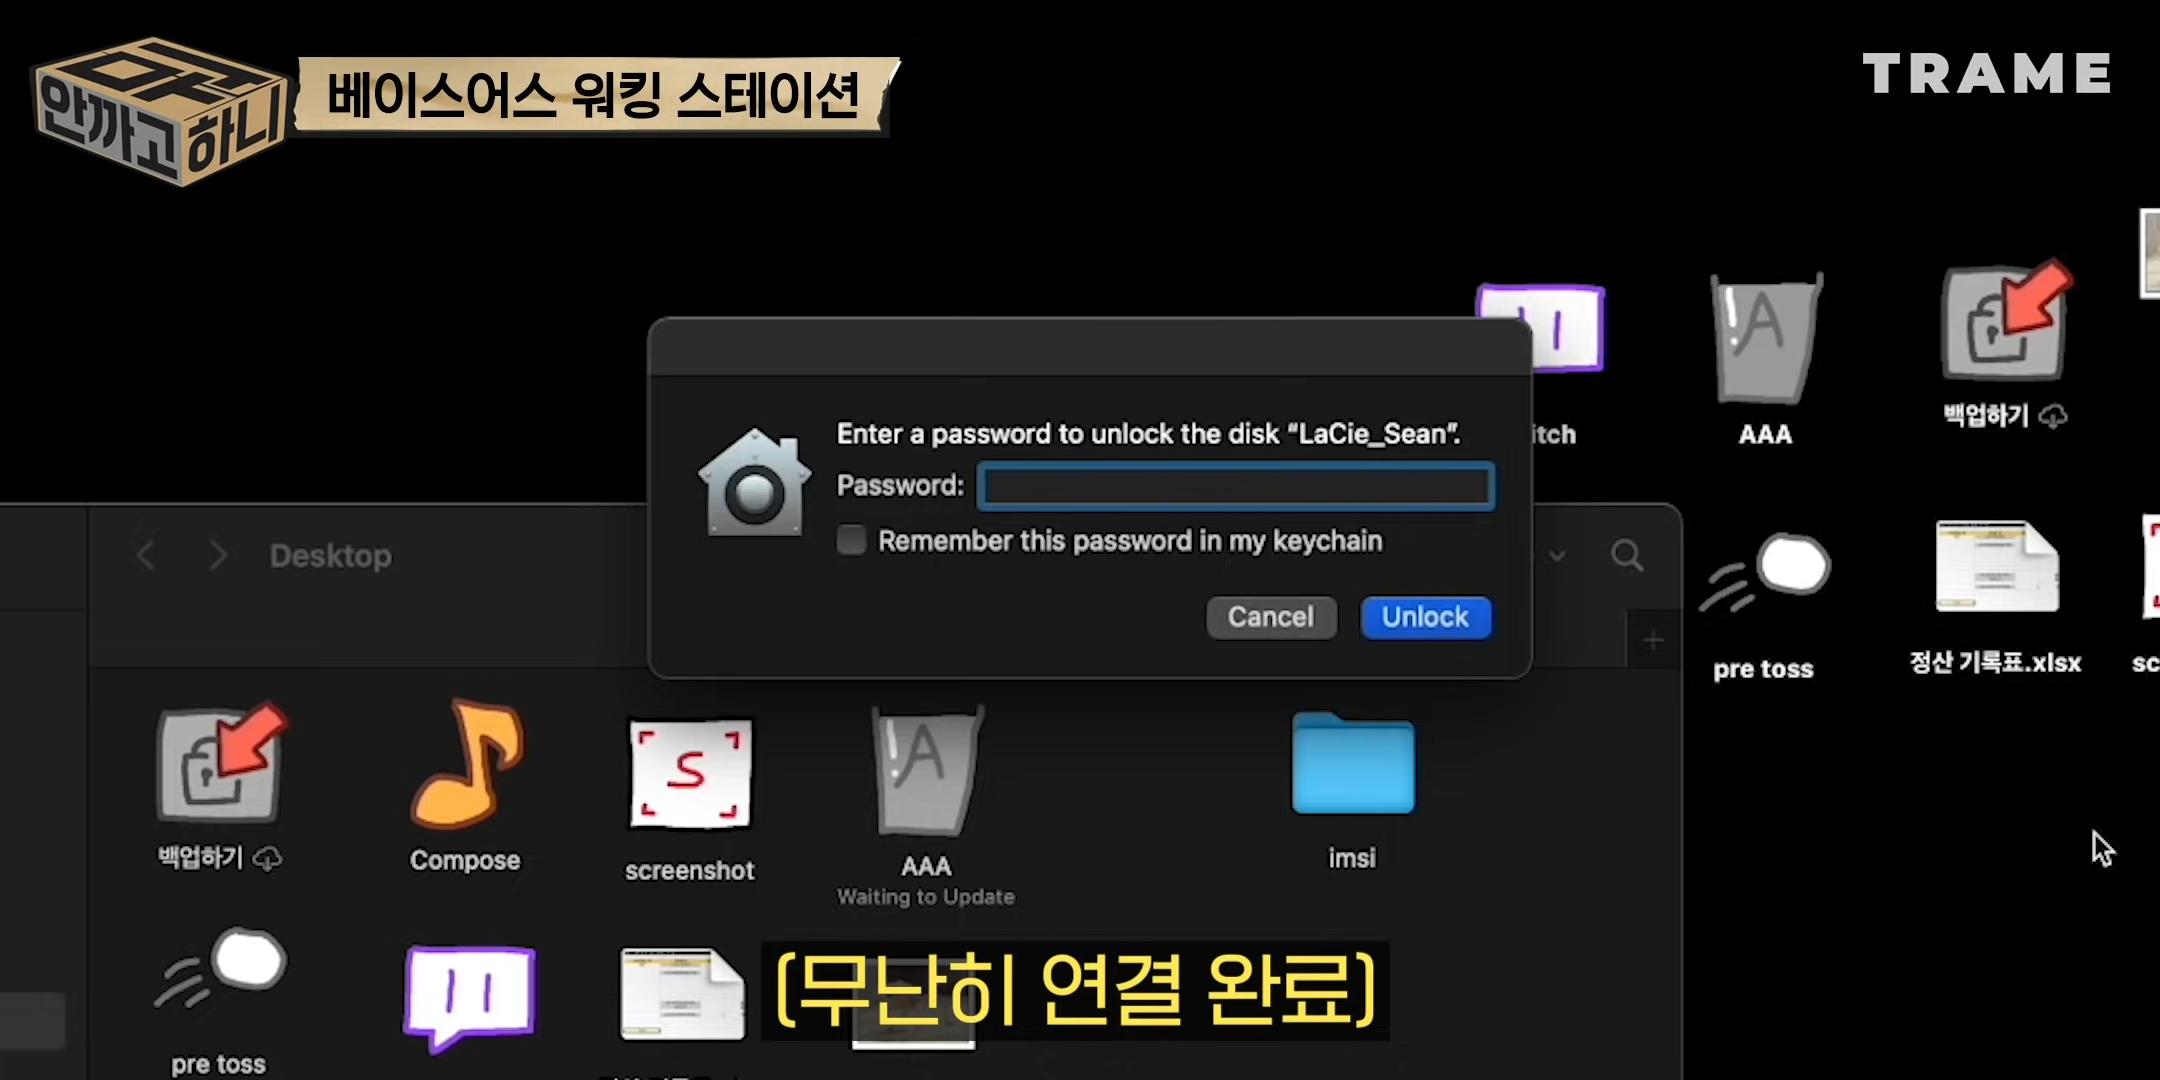 뭐
안까고하니
베이스어스 워킹 스테이션
TRAME
Enter a password to unlock the disk “LaCie_Sean”.
Password:
Remember this password in my keychain
Cancel
Unlock
itch
AAA
백업하기
Desktop
pre toss
정산 기록표.xlsx
sc
백업하기
Compose
S
screenshot
A
AAA
Waiting to Update
imsi
pre toss
(무난히 연결 완료)